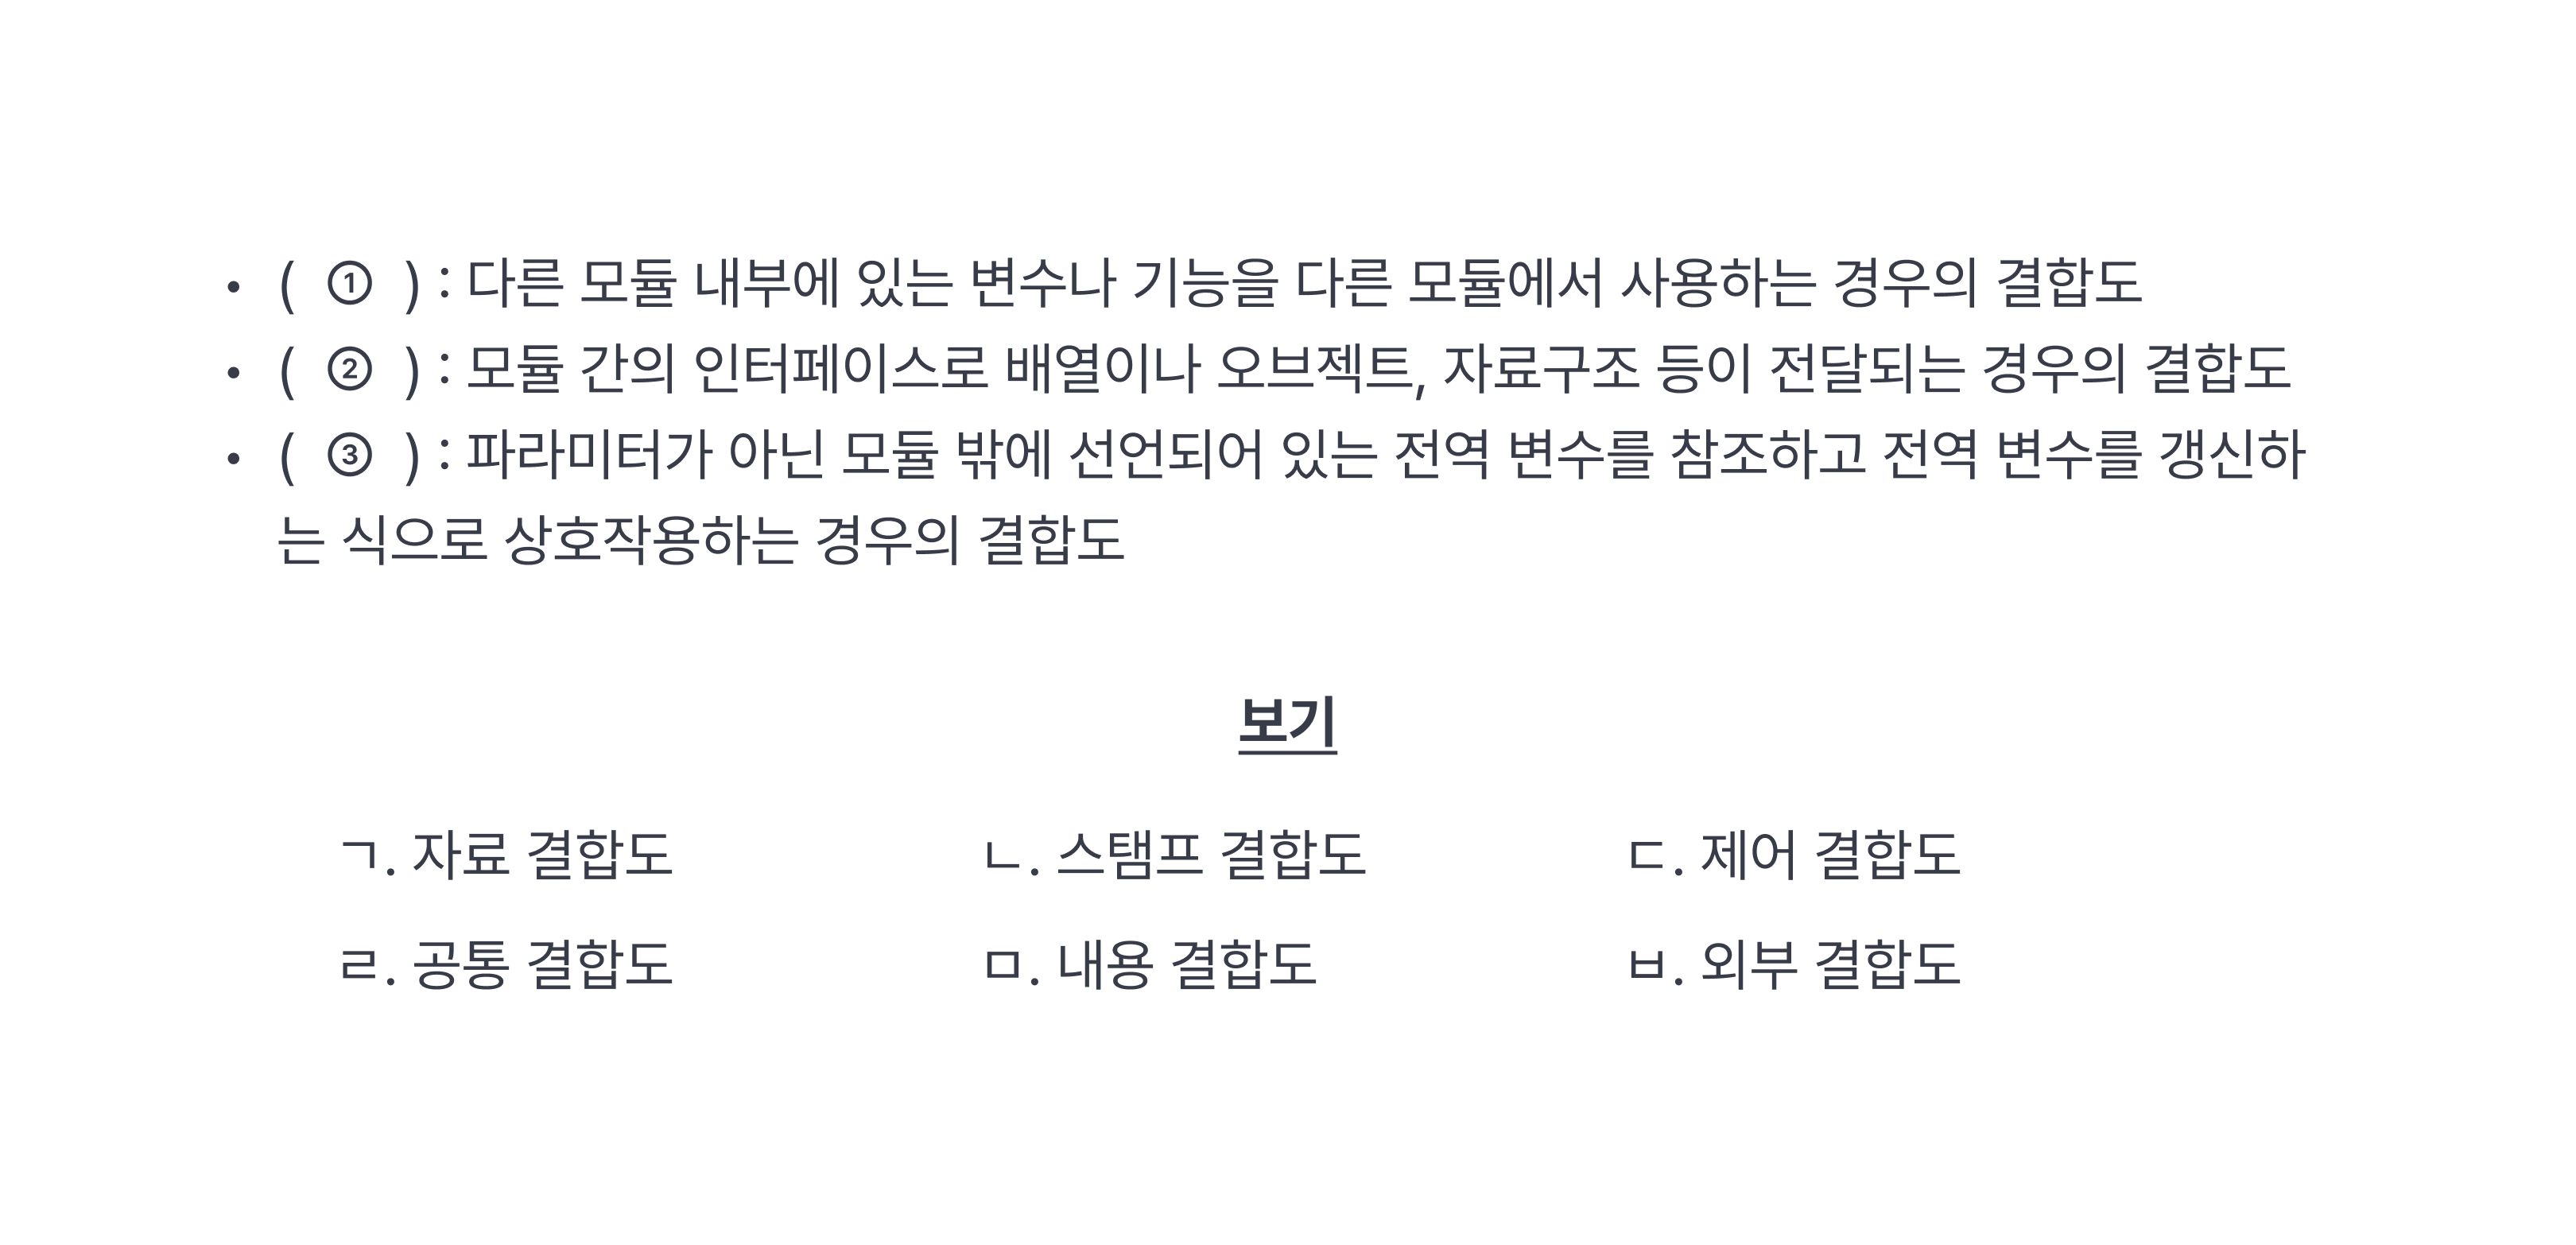 • ( ① ) : 다른 모듈 내부에 있는 변수나 기능을 다른 모듈에서 사용하는 경우의 결합도
• ( ② ) : 모듈 간의 인터페이스로 배열이나 오브젝트, 자료구조 등이 전달되는 경우의 결합도
• ( ③ ) : 파라미터가 아닌 모듈 밖에 선언되어 있는 전역 변수를 참조하고 전역 변수를 갱신하
는 식으로 상호작용하는 경우의 결합도
보기
ㄱ. 자료 결합도 ㄴ. 스탬프 결합도 ㄷ. 제어 결합도
ㄹ. 공통 결합도 ㅁ. 내용 결합도 ㅂ. 외부 결합도